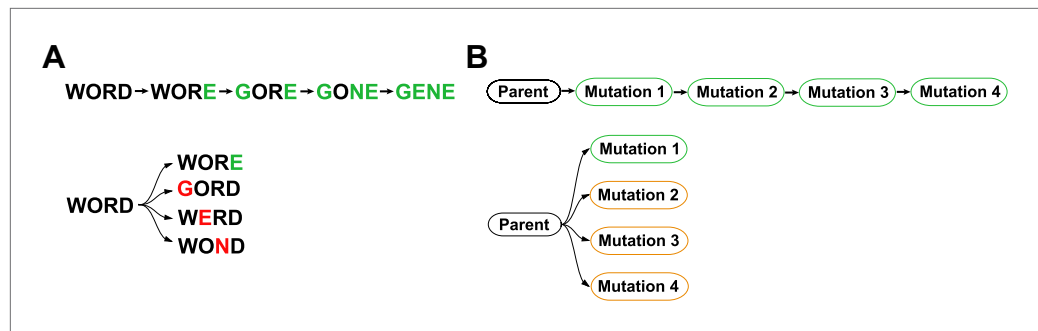 A
WORD WORE GORE GONE GENE
WORD
WORE
GORD
WERD
WOND
B
Parent Mutation 1 Mutation 2 Mutation 3 Mutation 4
Parent
Mutation 1
Mutation 2
Mutation 3
Mutation 4